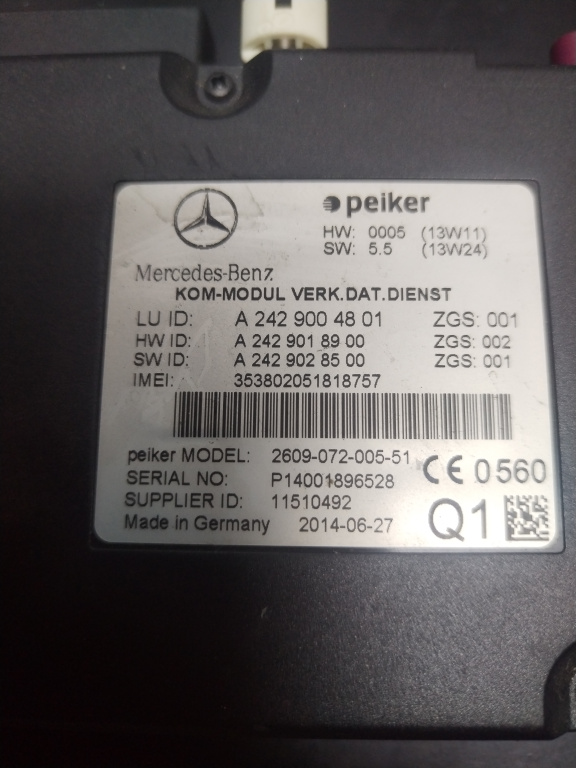 peiker
HW: 0005 (13W11)
SW: 5.5 (13W24)
Mercedes-Benz
KOM-MODUL VERK.DAT.DIENST
LU ID: A 242 900 48 01 ZGS: 001
HW ID: A 242 901 89 00 ZGS: 002
SW ID: A 242 902 85 00 ZGS: 001
IMEI: 353802051818757
peiker MODEL: 2609-072-005-51
SERIAL NO: P14001896528
SUPPLIER ID: 11510492
Made in Germany 2014-06-27
CE 0560
Q1